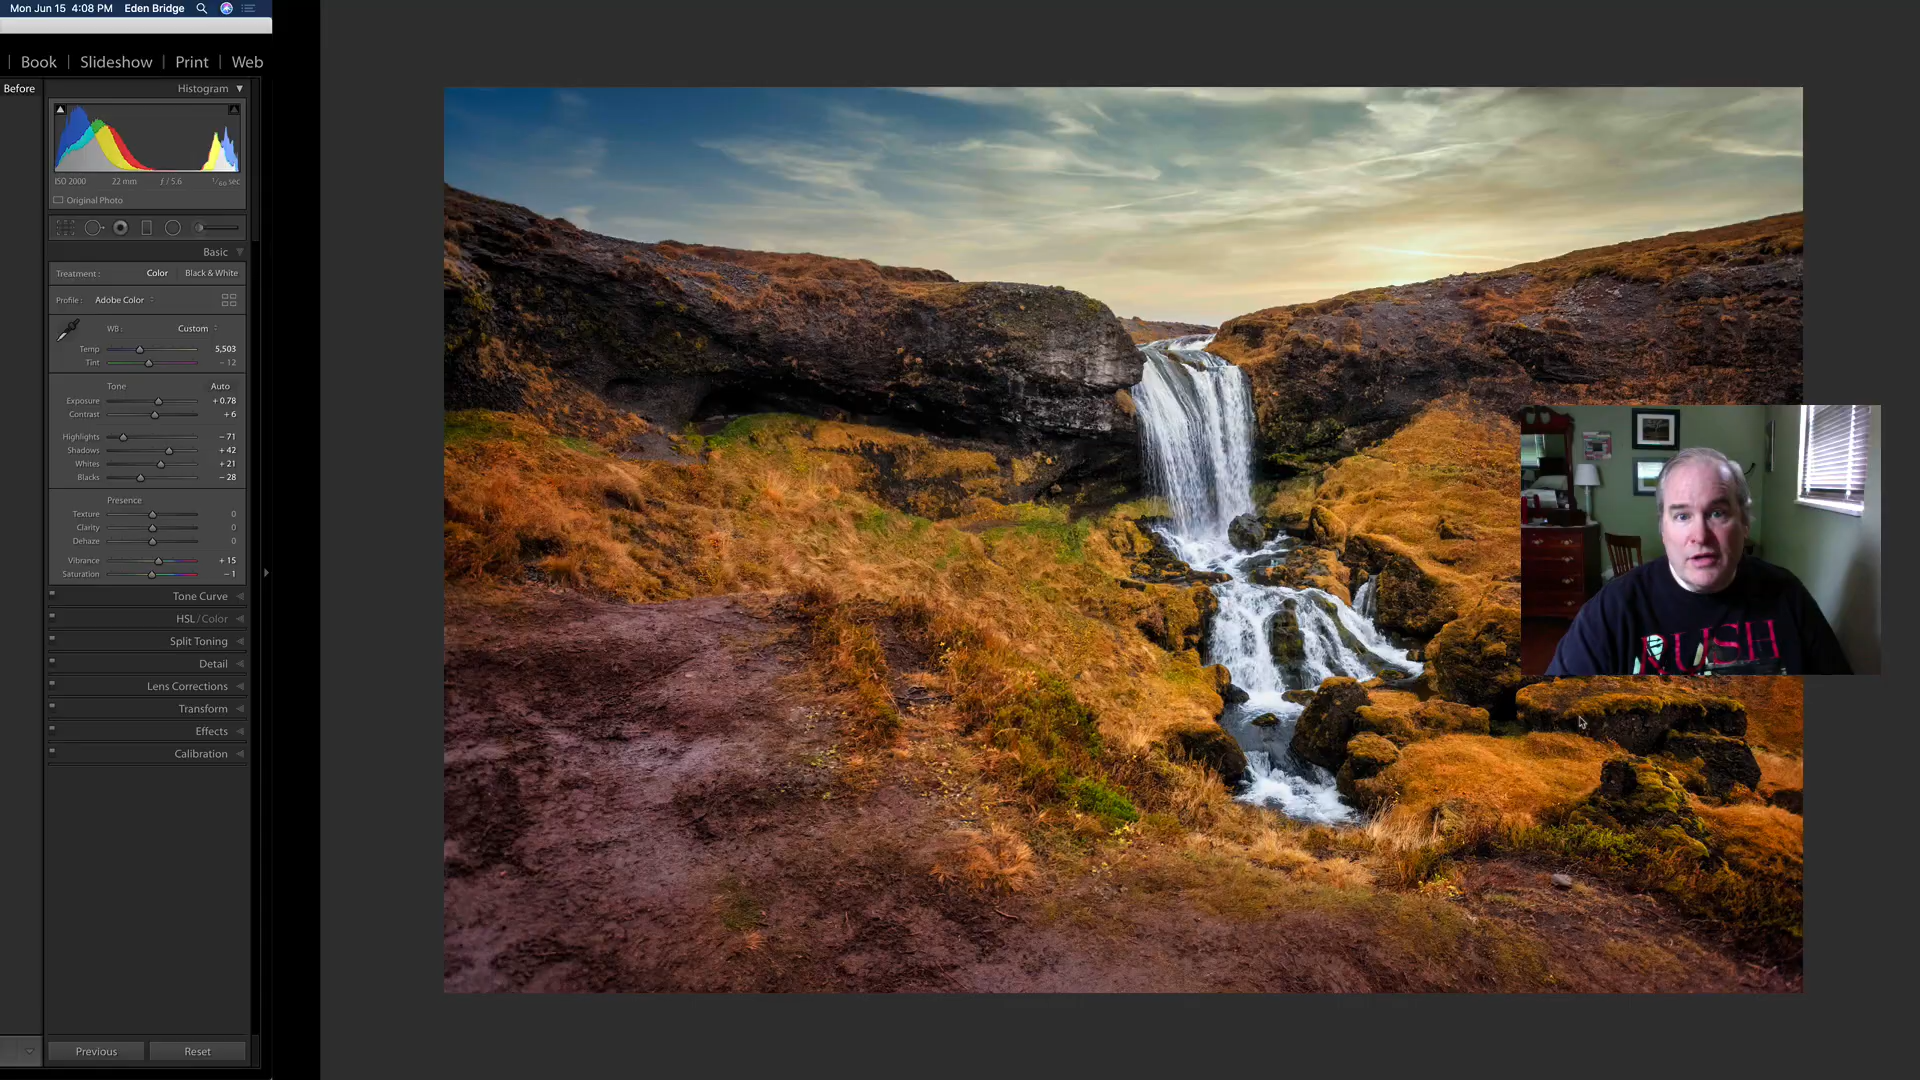 Mon Jun 15 4:08 PM Eden Bridge
Book | Slideshow | Print | Web
Before
Histogram
ISO 2000 22 mm ƒ / 5.6 1/60 sec
Original Photo
Basic
Treatment : Color Black & White
Profile : Adobe Color
WB : Custom
Temp 5,503
Tint − 12
Tone Auto
Exposure + 0.78
Contrast + 6
Highlights − 71
Shadows + 42
Whites + 21
Blacks − 28
Presence
Texture 0
Clarity 0
Dehaze 0
Vibrance + 15
Saturation − 1
Tone Curve
HSL / Color
Split Toning
Detail
Lens Corrections
Transform
Effects
Calibration
Previous Reset
RUSH